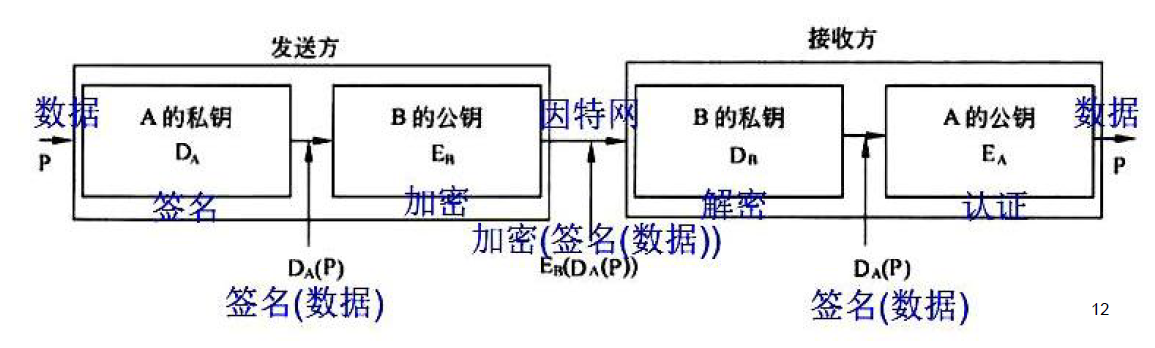 发送方
接收方
数据
A 的私钥
B 的公钥
因特网
B 的私钥
A 的公钥
数据
P
D_A
E_B
D_B
E_A
P
签名
加密
解密
认证
加密(签名(数据))
D_A(P)
E_B(D_A(P))
D_A(P)
签名(数据)
签名(数据)
12